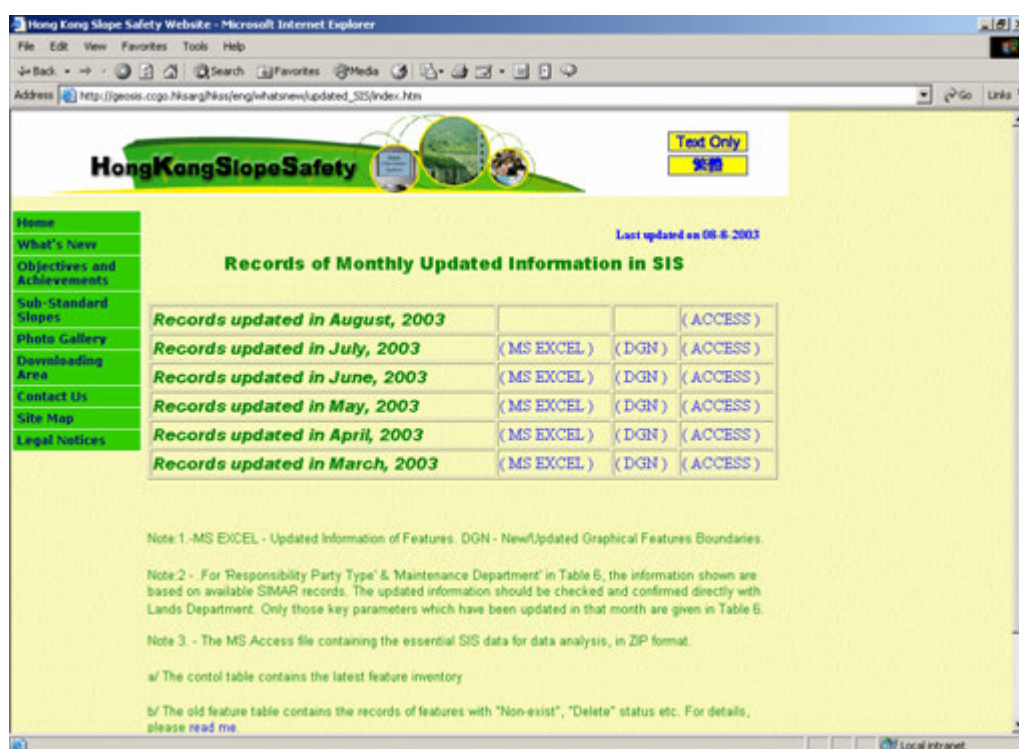 Hong Kong Slope Safety Website - Microsoft Internet Explorer
File Edit View Favorites Tools Help
Back Search Favorites Media
Address http://geosis.ccgo.hksarg/hkss/eng/whatsnew/updated_SIS/index.htm Go Links
HongKongSlopeSafety
Text Only
繁體
Home
What's New
Objectives and
Achievements
Sub-Standard
Slopes
Photo Gallery
Downloading
Area
Contact Us
Site Map
Legal Notices
Last updated on 08-8-2003
Records of Monthly Updated Information in SIS
Records updated in August, 2003 ( ACCESS )
Records updated in July, 2003 ( MS EXCEL ) ( DGN ) ( ACCESS )
Records updated in June, 2003 ( MS EXCEL ) ( DGN ) ( ACCESS )
Records updated in May, 2003 ( MS EXCEL ) ( DGN ) ( ACCESS )
Records updated in April, 2003 ( MS EXCEL ) ( DGN ) ( ACCESS )
Records updated in March, 2003 ( MS EXCEL ) ( DGN ) ( ACCESS )
Note:1.-MS EXCEL - Updated Information of Features. DGN - New/Updated Graphical Features Boundaries.
Note:2 - .For 'Responsibility Party Type' & 'Maintenance Department' in Table 6, the information shown are
based on available SIMAR records. The updated information should be checked and confirmed directly with
Lands Department. Only those key parameters which have been updated in that month are given in Table 6.
Note 3. - The MS Access file containing the essential SIS data for data analysis, in ZIP format.
a/ The contol table contains the latest feature inventory
b/ The old feature table contains the records of features with "Non-exist", "Delete" status etc. For details,
please read me.
Local intranet